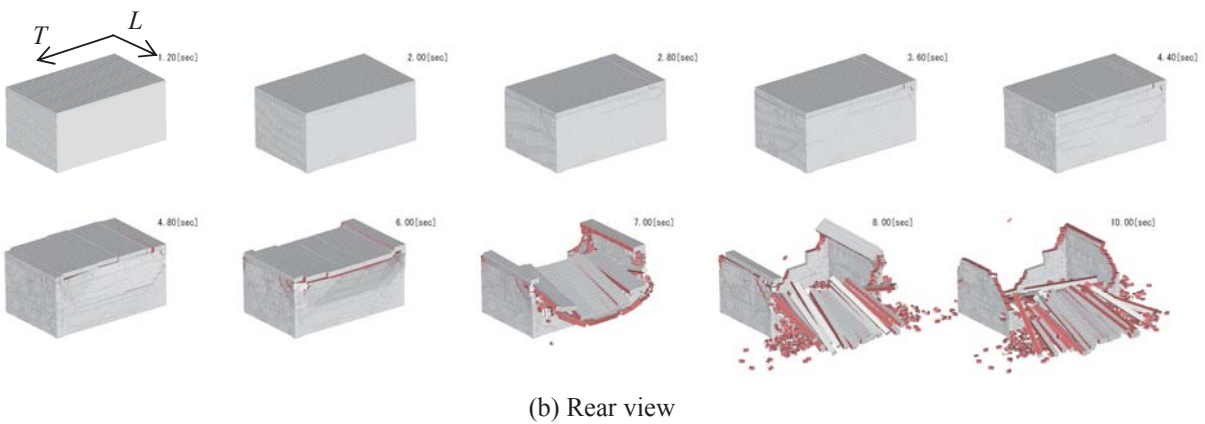 T L
1.20[sec] 2.00[sec] 2.80[sec] 3.60[sec] 4.40[sec]
4.80[sec] 6.00[sec] 7.00[sec] 8.00[sec] 10.00[sec]
(b) Rear view